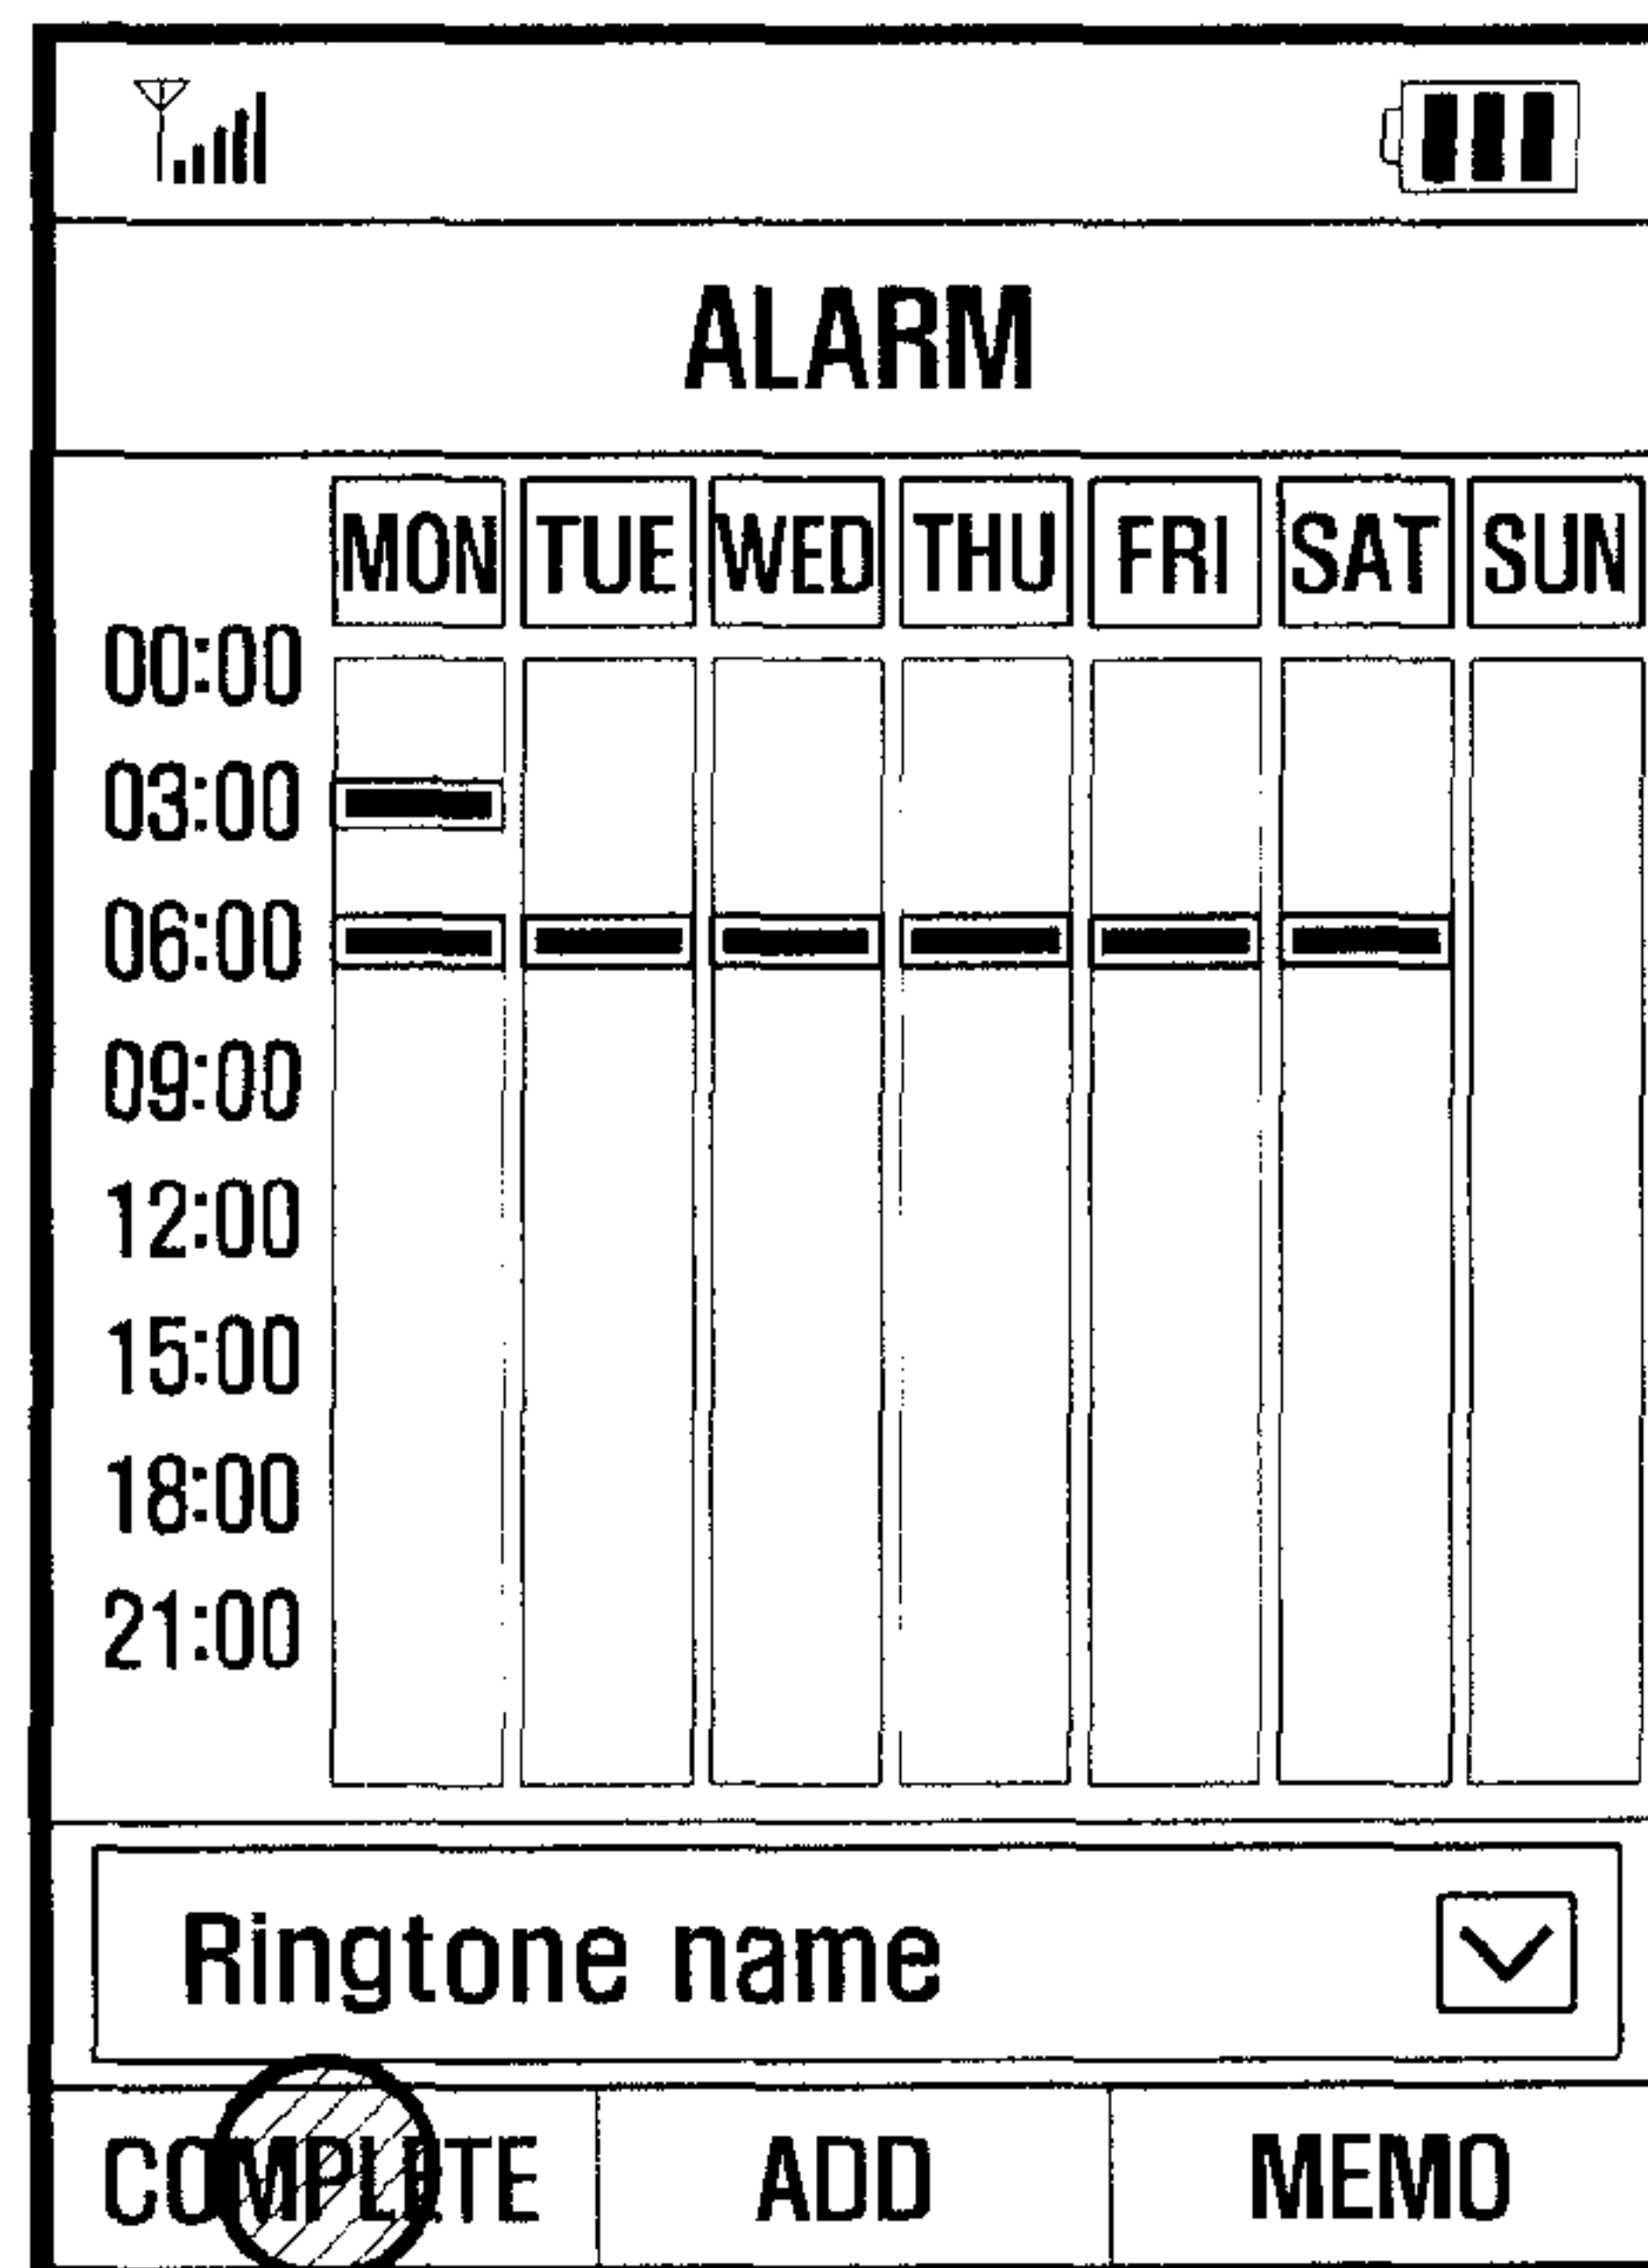 ALARM
MON TUE WED THU FRI SAT SUN
00:00
03:00
06:00
09:00
12:00
15:00
18:00
21:00
Ringtone name
COMPLETE ADD MEMO